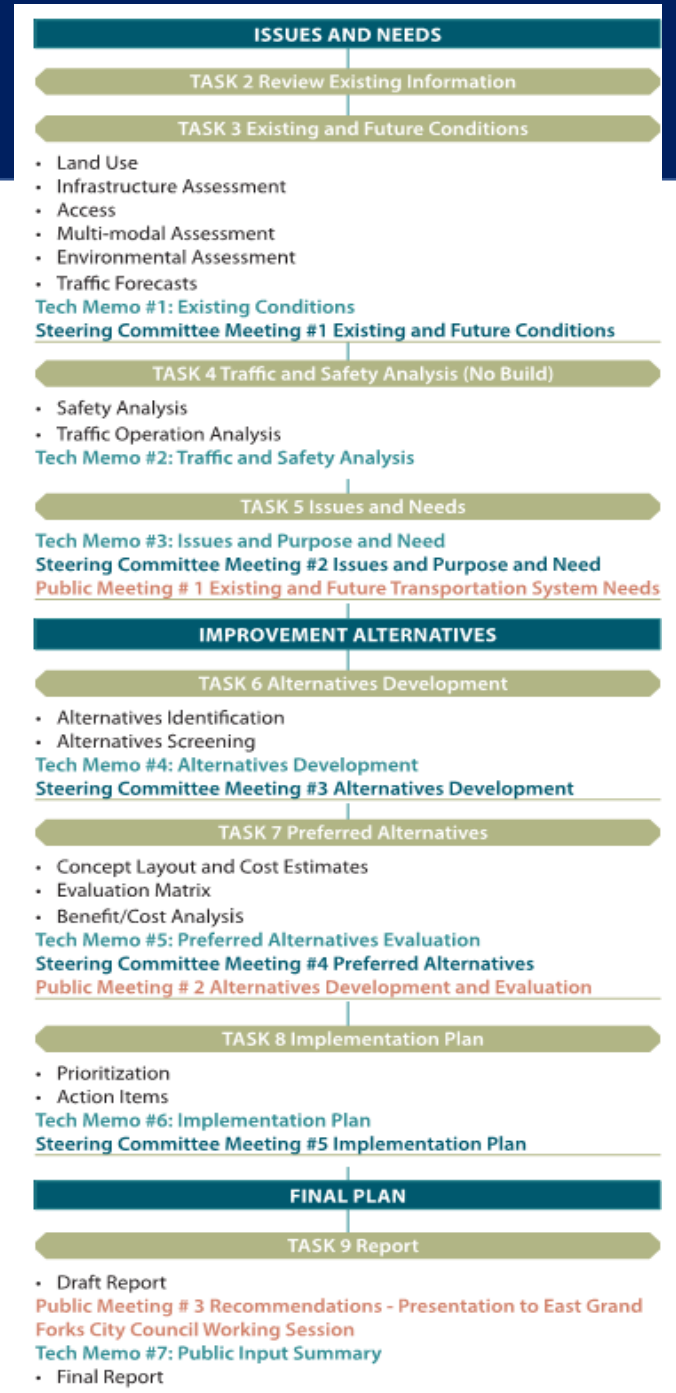 ISSUES AND NEEDS
TASK 2 Review Existing Information
TASK 3 Existing and Future Conditions
• Land Use
• Infrastructure Assessment
• Access
• Multi-modal Assessment
• Environmental Assessment
• Traffic Forecasts
Tech Memo #1: Existing Conditions
Steering Committee Meeting #1 Existing and Future Conditions
TASK 4 Traffic and Safety Analysis (No Build)
• Safety Analysis
• Traffic Operation Analysis
Tech Memo #2: Traffic and Safety Analysis
TASK 5 Issues and Needs
Tech Memo #3: Issues and Purpose and Need
Steering Committee Meeting #2 Issues and Purpose and Need
Public Meeting # 1 Existing and Future Transportation System Needs
IMPROVEMENT ALTERNATIVES
TASK 6 Alternatives Development
• Alternatives Identification
• Alternatives Screening
Tech Memo #4: Alternatives Development
Steering Committee Meeting #3 Alternatives Development
TASK 7 Preferred Alternatives
• Concept Layout and Cost Estimates
• Evaluation Matrix
• Benefit/Cost Analysis
Tech Memo #5: Preferred Alternatives Evaluation
Steering Committee Meeting #4 Preferred Alternatives
Public Meeting # 2 Alternatives Development and Evaluation
TASK 8 Implementation Plan
• Prioritization
• Action Items
Tech Memo #6: Implementation Plan
Steering Committee Meeting #5 Implementation Plan
FINAL PLAN
TASK 9 Report
• Draft Report
Public Meeting # 3 Recommendations - Presentation to East Grand
Forks City Council Working Session
Tech Memo #7: Public Input Summary
• Final Report